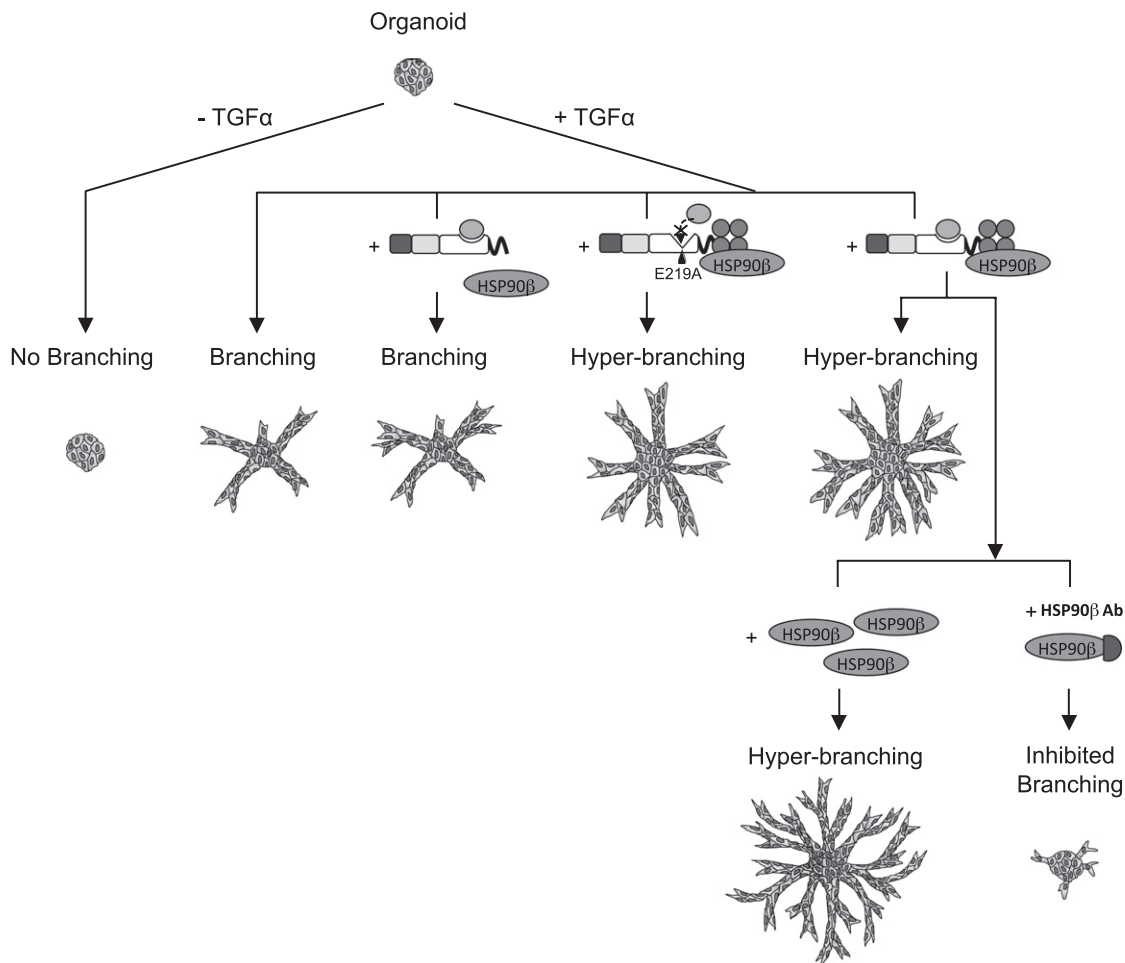 Organoid
- TGFα
+ TGFα
+
HSP90β
+
E219A
HSP90β
+
HSP90β
No Branching
Branching
Branching
Hyper-branching
Hyper-branching
+
HSP90β
HSP90β
HSP90β
+ HSP90β Ab
HSP90β
Hyper-branching
Inhibited
Branching